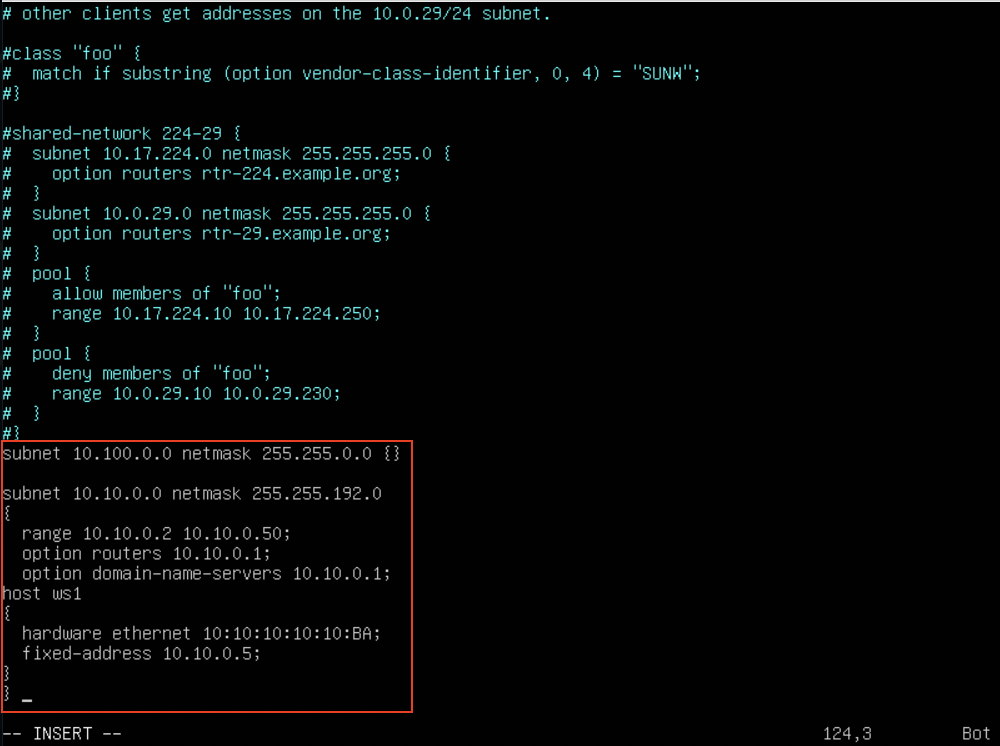 # other clients get addresses on the 10.0.29/24 subnet.
#class "foo" {
#  match if substring (option vendor-class-identifier, 0, 4) = "SUNW";
#}
#shared-network 224-29 {
#  subnet 10.17.224.0 netmask 255.255.255.0 {
#    option routers rtr-224.example.org;
#  }
#  subnet 10.0.29.0 netmask 255.255.255.0 {
#    option routers rtr-29.example.org;
#  }
#  pool {
#    allow members of "foo";
#    range 10.17.224.10 10.17.224.250;
#  }
#  pool {
#    deny members of "foo";
#    range 10.0.29.10 10.0.29.230;
#  }
#}
subnet 10.100.0.0 netmask 255.255.0.0 {}
subnet 10.10.0.0 netmask 255.255.192.0
{
  range 10.10.0.2 10.10.0.50;
  option routers 10.10.0.1;
  option domain-name-servers 10.10.0.1;
host ws1
{
  hardware ethernet 10:10:10:10:10:BA;
  fixed-address 10.10.0.5;
}
} _
-- INSERT -- 124,3 Bot